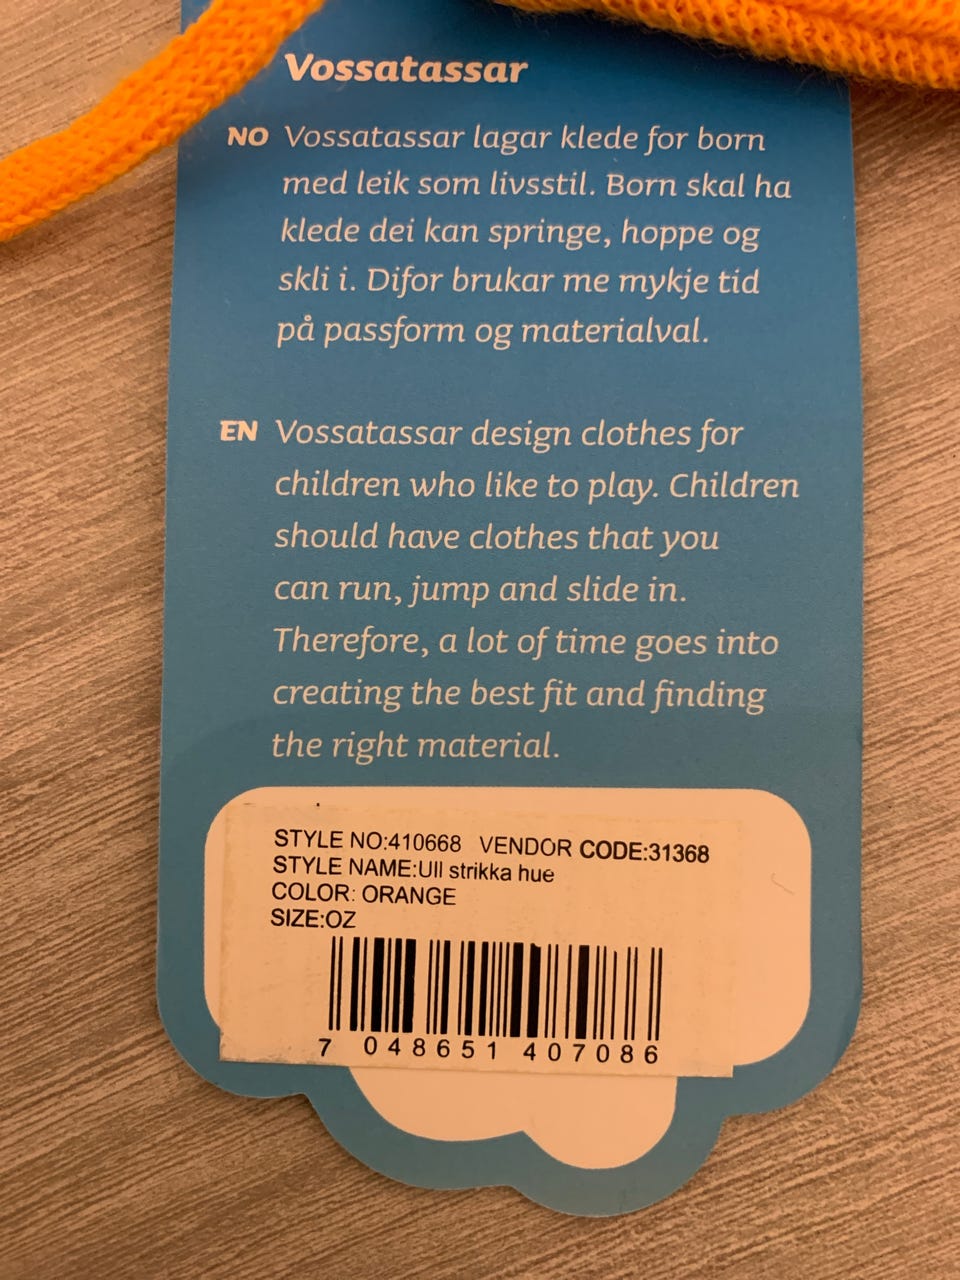 Vossatassar
NO Vossatassar lagar klede for born
med leik som livsstil. Born skal ha
klede dei kan springe, hoppe og
skli i. Difor brukar me mykje tid
på passform og materialval.
EN Vossatassar design clothes for
children who like to play. Children
should have clothes that you
can run, jump and slide in.
Therefore, a lot of time goes into
creating the best fit and finding
the right material.
STYLE NO:410668 VENDOR CODE:31368
STYLE NAME:Ull strikka hue
COLOR: ORANGE
SIZE:OZ
7 048651 407086